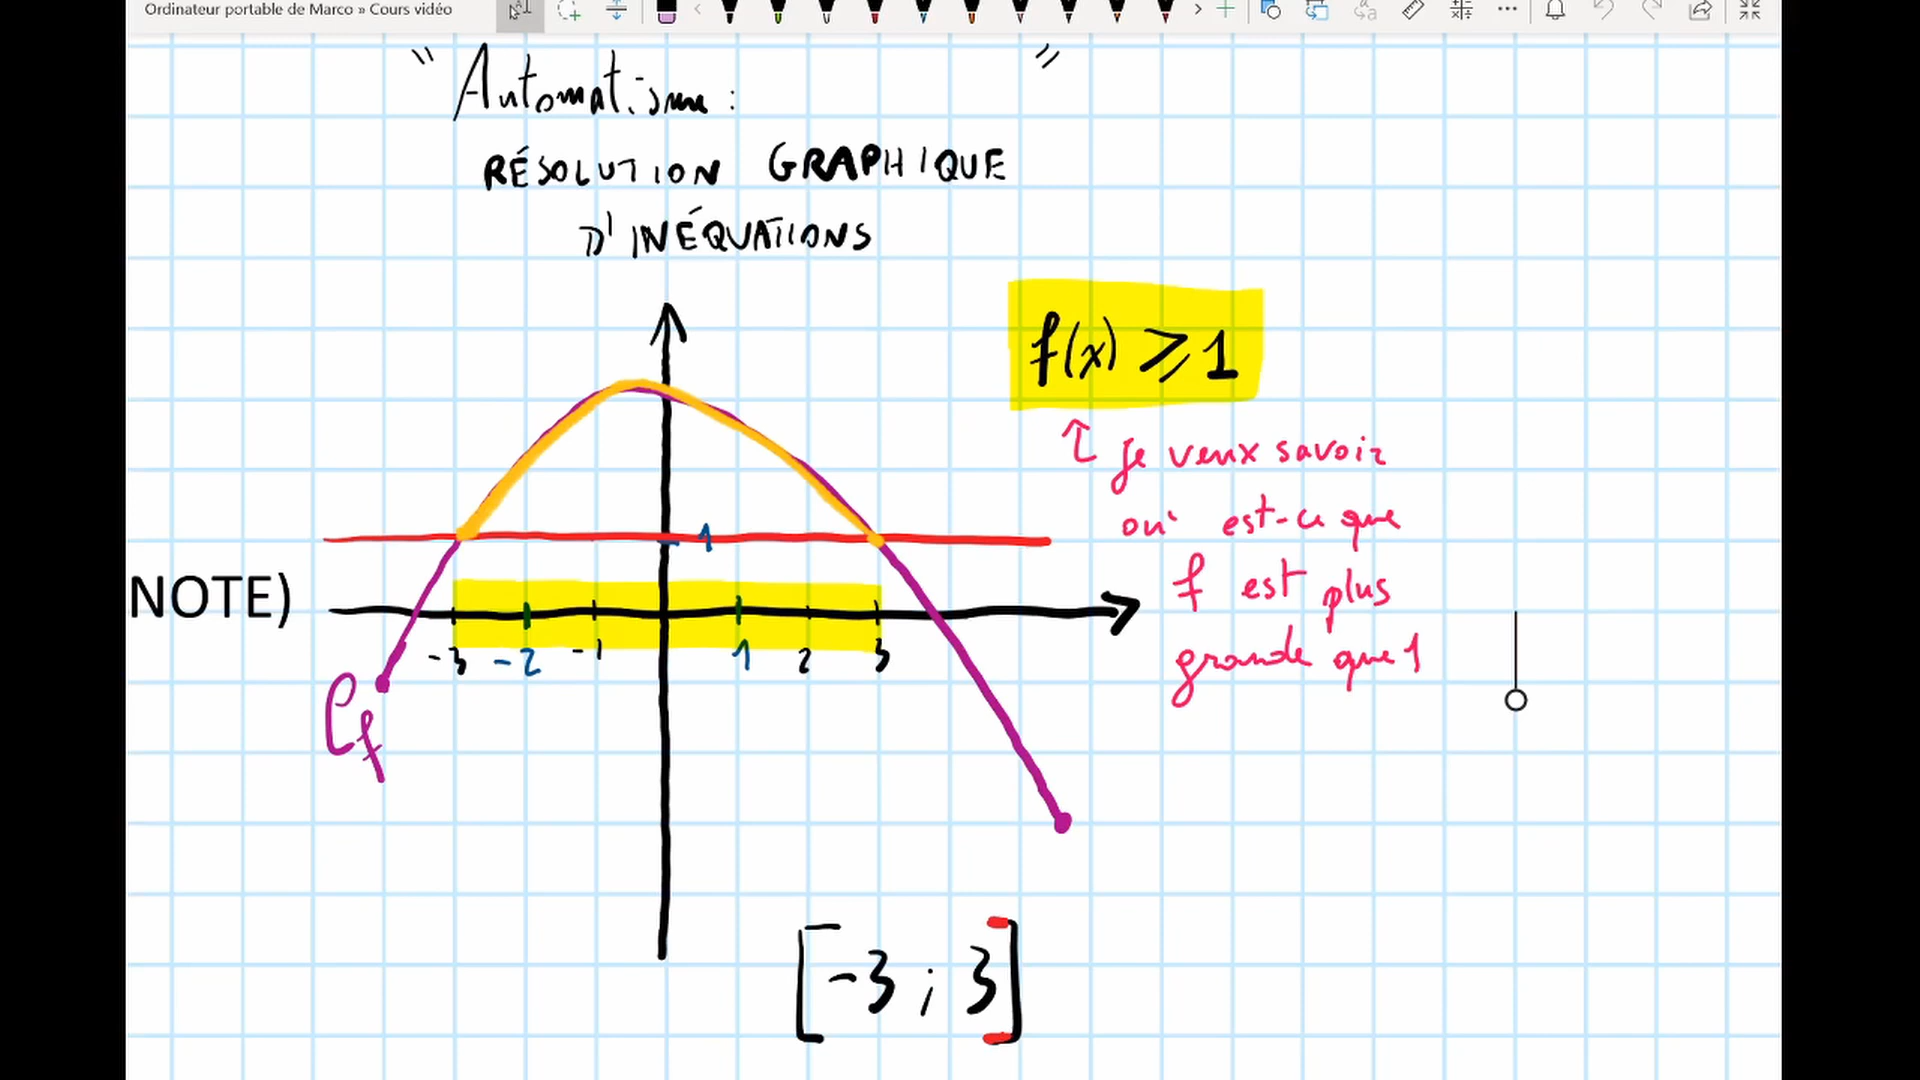 Ordinateur portable de Marco » Cours vidéo
" Automatisme : "
RÉSOLUTION GRAPHIQUE
D'INÉQUATIONS
f(x) ⩾ 1
↑ je veux savoir
où est-ce que
f est plus
grande que 1
1
NOTE)
-3 -2 -1 1 2 3
Cf
[-3 ; 3]